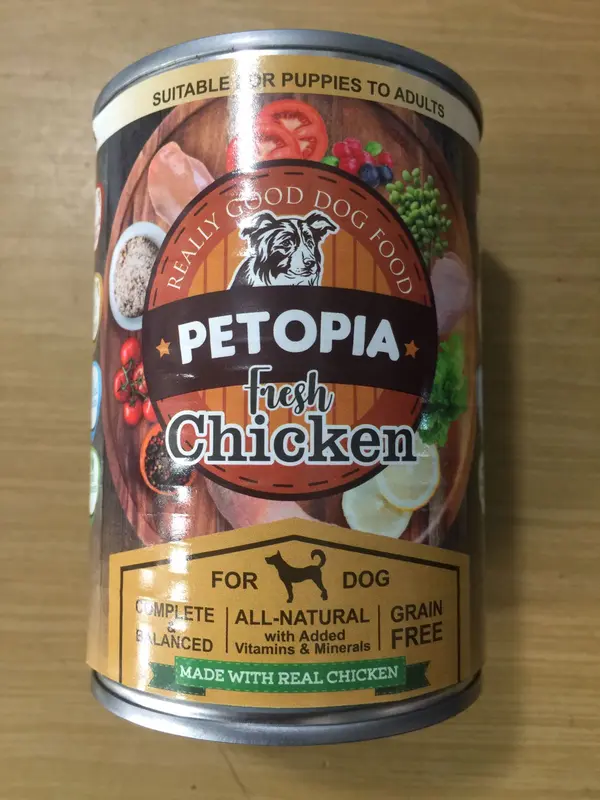 SUITABLE FOR PUPPIES TO ADULTS
REALLY GOOD DOG FOOD
PETOPIA
fresh
Chicken
FOR DOG
COMPLETE
&
BALANCED
ALL-NATURAL
with Added
Vitamins & Minerals
GRAIN
FREE
MADE WITH REAL CHICKEN